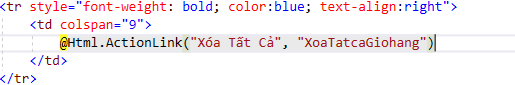 <tr style="font-weight: bold; color:blue; text-align:right">
<td colspan="9">
@Html.ActionLink("Xóa Tất Cả", "XoaTatcaGiohang")
</td>
</tr>